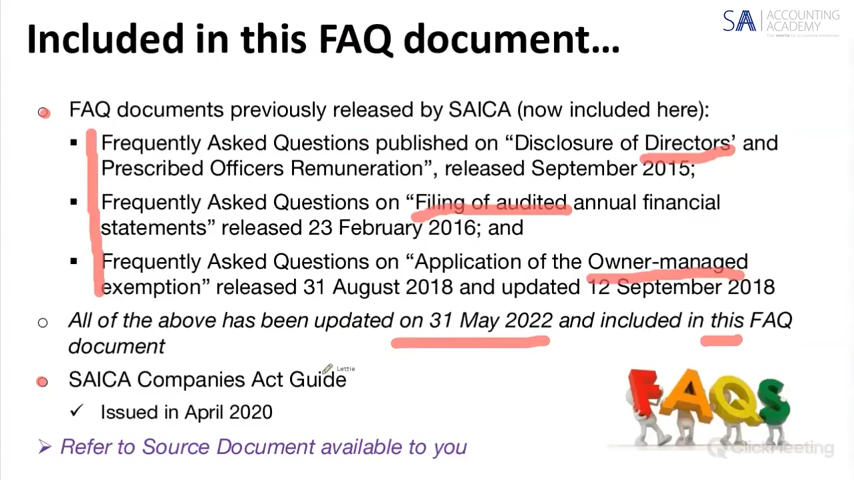 SAA ACCOUNTING
ACADEMY
Included in this FAQ document...
FAQ documents previously released by SAICA (now included here):
Frequently Asked Questions published on “Disclosure of Directors’ and
Prescribed Officers Remuneration”, released September 2015;
Frequently Asked Questions on “Filing of audited annual financial
statements” released 23 February 2016; and
Frequently Asked Questions on “Application of the Owner-managed
exemption” released 31 August 2018 and updated 12 September 2018
All of the above has been updated on 31 May 2022 and included in this FAQ
document
Lettie
SAICA Companies Act Guide
✓ Issued in April 2020
Refer to Source Document available to you
FAQS
ClickMeeting